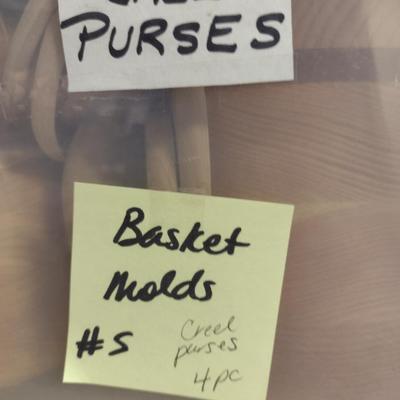 PURSES
Basket
Molds
#5
Creel
purses
4pc